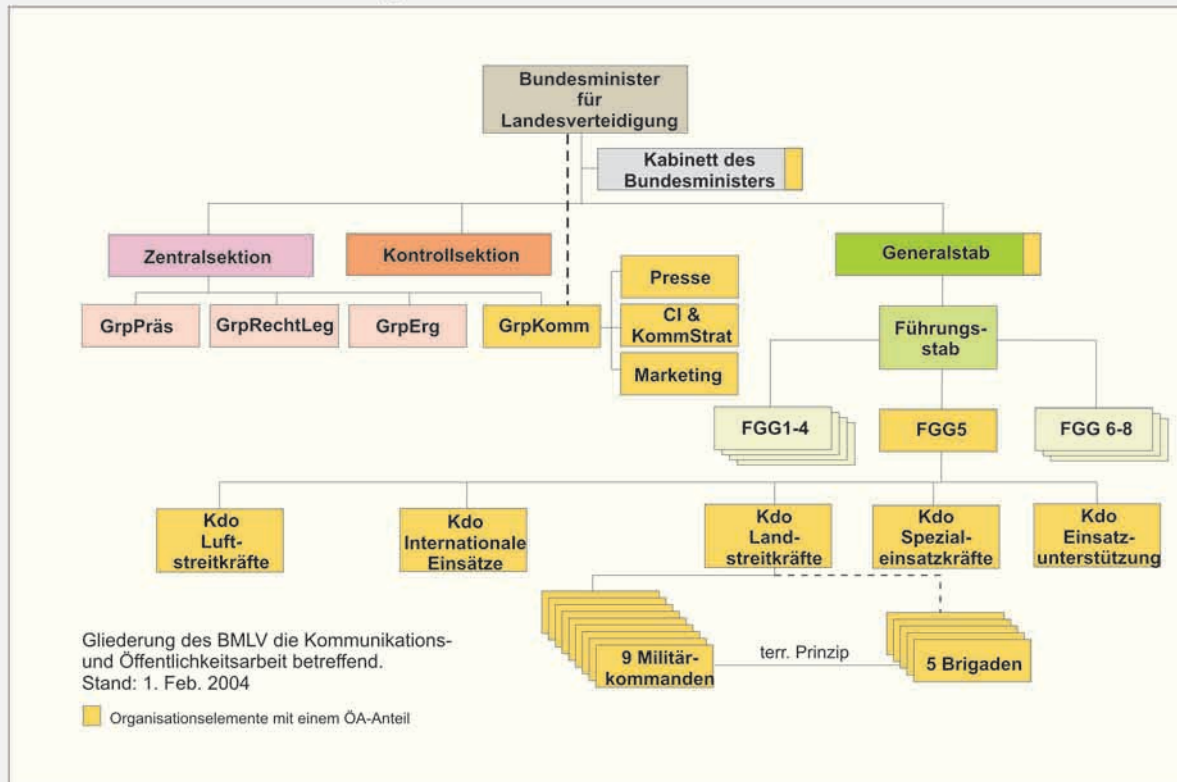 Bundesminister
für
Landesverteidigung
Kabinett des
Bundesministers
Zentralsektion
Kontrollsektion
Generalstab
GrpPräs
GrpRechtLeg
GrpErg
GrpKomm
Presse
CI &
KommStrat
Marketing
Führungs-
stab
FGG1-4
FGG5
FGG 6-8
Kdo
Luft-
streitkräfte
Kdo
Internationale
Einsätze
Kdo
Land-
streitkräfte
Kdo
Spezial-
einsatzkräfte
Kdo
Einsatz-
unterstützung
9 Militär-
kommanden
terr. Prinzip
5 Brigaden
Gliederung des BMLV die Kommunikations-
und Öffentlichkeitsarbeit betreffend.
Stand: 1. Feb. 2004
Organisationselemente mit einem ÖA-Anteil